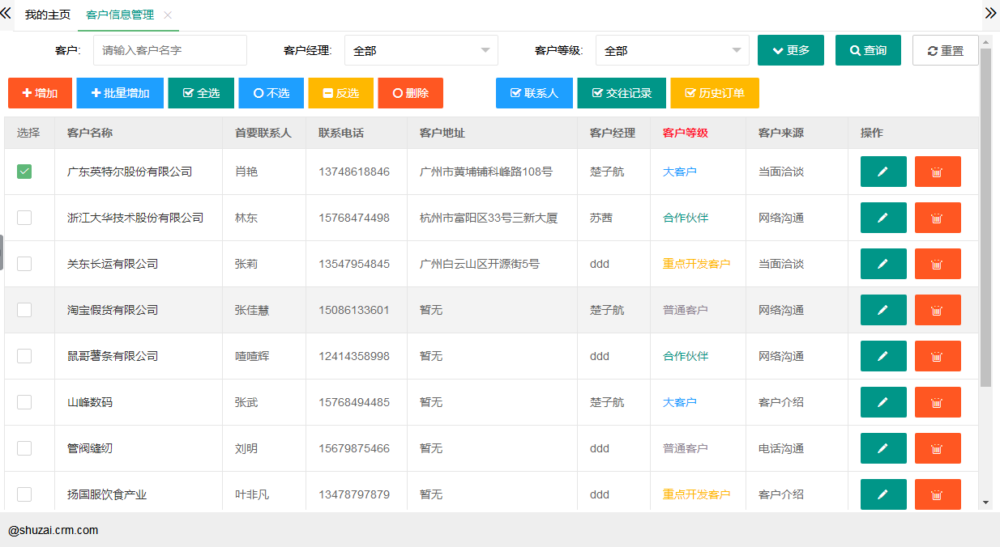 我的主页 客户信息管理
客户: 请输入客户名字 客户经理: 全部 客户等级: 全部 更多 查询 重置
增加 批量增加 全选 不选 反选 删除 联系人 交往记录 历史订单
选择 客户名称 首要联系人 联系电话 客户地址 客户经理 客户等级 客户来源 操作
广东英特尔股份有限公司 肖艳 13748618846 广州市黄埔铺科峰路108号 楚子航 大客户 当面洽谈
浙江大华技术股份有限公司 林东 15768474498 杭州市富阳区33号三新大厦 苏茜 合作伙伴 网络沟通
关东长运有限公司 张莉 13547954845 广州白云山区开源街5号 ddd 重点开发客户 当面洽谈
淘宝假货有限公司 张佳慧 15086133601 暂无 楚子航 普通客户 网络沟通
鼠哥薯条有限公司 喳喳辉 12414358998 暂无 ddd 合作伙伴 网络沟通
山峰数码 张武 15768494485 暂无 楚子航 大客户 客户介绍
管阀缝纫 刘明 15679875466 暂无 ddd 普通客户 电话沟通
扬国服饮食产业 叶非凡 13478797879 暂无 ddd 重点开发客户 客户介绍
@shuzai.crm.com